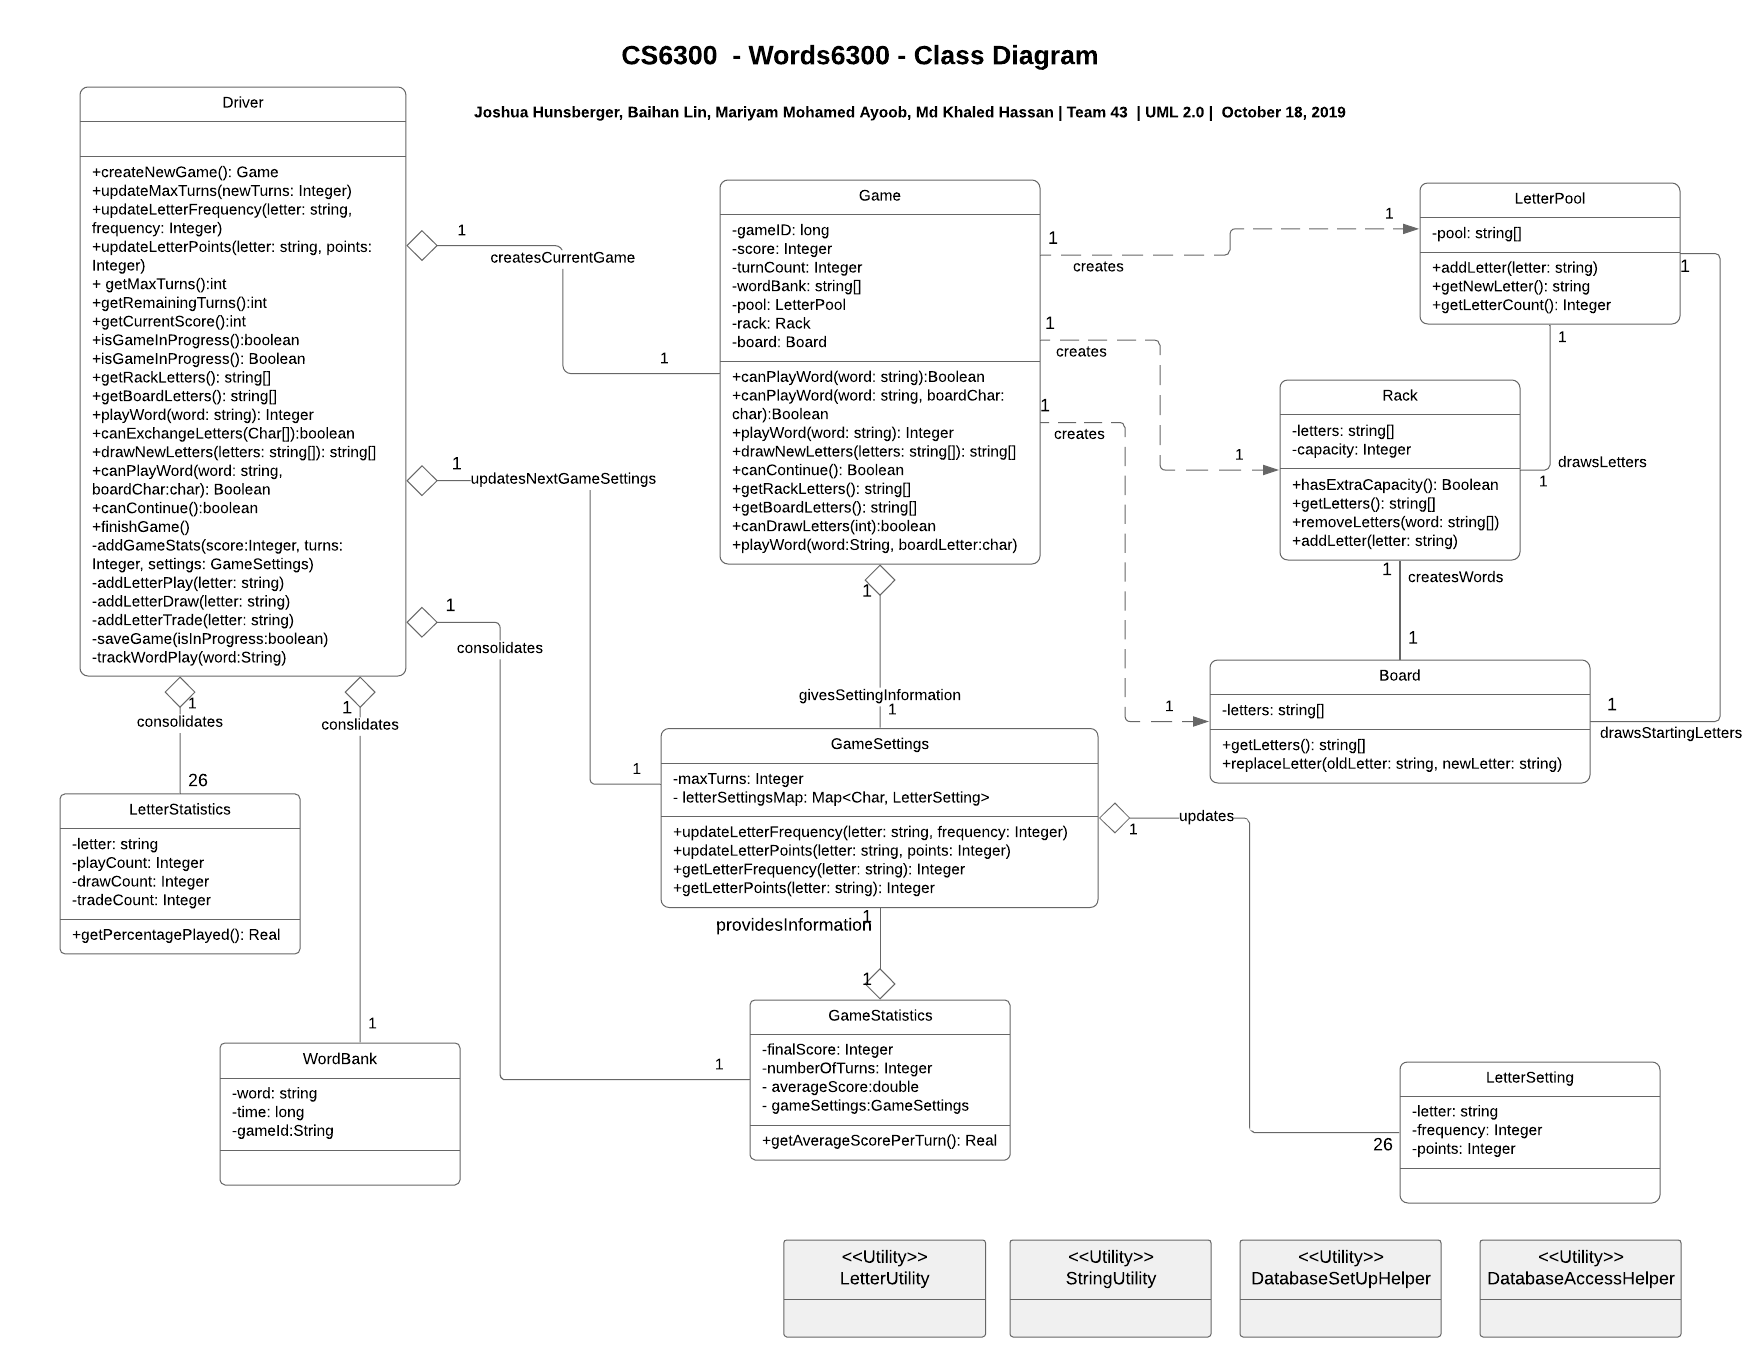 CS6300  - Words6300 - Class Diagram
Joshua Hunsberger, Baihan Lin, Mariyam Mohamed Ayoob, Md Khaled Hassan | Team 43  | UML 2.0 |  October 18, 2019
Driver
+createNewGame(): Game
+updateMaxTurns(newTurns: Integer)
+updateLetterFrequency(letter: string,
frequency: Integer)
+updateLetterPoints(letter: string, points:
Integer)
+ getMaxTurns():int
+getRemainingTurns():int
+getCurrentScore():int
+isGameInProgress():boolean
+isGameInProgress(): Boolean
+getRackLetters(): string[]
+getBoardLetters(): string[]
+playWord(word: string): Integer
+canExchangeLetters(Char[]):boolean
+drawNewLetters(letters: string[]): string[]
+canPlayWord(word: string,
boardChar:char): Boolean
+canContinue():boolean
+finishGame()
-addGameStats(score:Integer, turns:
Integer, settings: GameSettings)
-addLetterPlay(letter: string)
-addLetterDraw(letter: string)
-addLetterTrade(letter: string)
-saveGame(isInProgress:boolean)
-trackWordPlay(word:String)
1
createsCurrentGame
1
1
updatesNextGameSettings
1
1
consolidates
1
1
consolidates
26
1
conslidates
1
Game
-gameID: long
-score: Integer
-turnCount: Integer
-wordBank: string[]
-pool: LetterPool
-rack: Rack
-board: Board
+canPlayWord(word: string):Boolean
+canPlayWord(word: string, boardChar:
char):Boolean
+playWord(word: string): Integer
+drawNewLetters(letters: string[]): string[]
+canContinue(): Boolean
+getRackLetters(): string[]
+getBoardLetters(): string[]
+canDrawLetters(int):boolean
+playWord(word:String, boardLetter:char)
1
creates
1
1
creates
1
1
creates
1
LetterPool
-pool: string[]
+addLetter(letter: string)
+getNewLetter(): string
+getLetterCount(): Integer
1
1
drawsLetters
1
Rack
-letters: string[]
-capacity: Integer
+hasExtraCapacity(): Boolean
+getLetters(): string[]
+removeLetters(word: string[])
+addLetter(letter: string)
1
createsWords
1
Board
-letters: string[]
+getLetters(): string[]
+replaceLetter(oldLetter: string, newLetter: string)
1
drawsStartingLetters
1
givesSettingInformation
1
GameSettings
-maxTurns: Integer
- letterSettingsMap: Map<Char, LetterSetting>
+updateLetterFrequency(letter: string, frequency: Integer)
+updateLetterPoints(letter: string, points: Integer)
+getLetterFrequency(letter: string): Integer
+getLetterPoints(letter: string): Integer
1
updates
26
1
providesInformation
1
LetterStatistics
-letter: string
-playCount: Integer
-drawCount: Integer
-tradeCount: Integer
+getPercentagePlayed(): Real
WordBank
-word: string
-time: long
-gameId:String
GameStatistics
-finalScore: Integer
-numberOfTurns: Integer
- averageScore:double
- gameSettings:GameSettings
+getAverageScorePerTurn(): Real
LetterSetting
-letter: string
-frequency: Integer
-points: Integer
<<Utility>>
LetterUtility
<<Utility>>
StringUtility
<<Utility>>
DatabaseSetUpHelper
<<Utility>>
DatabaseAccessHelper